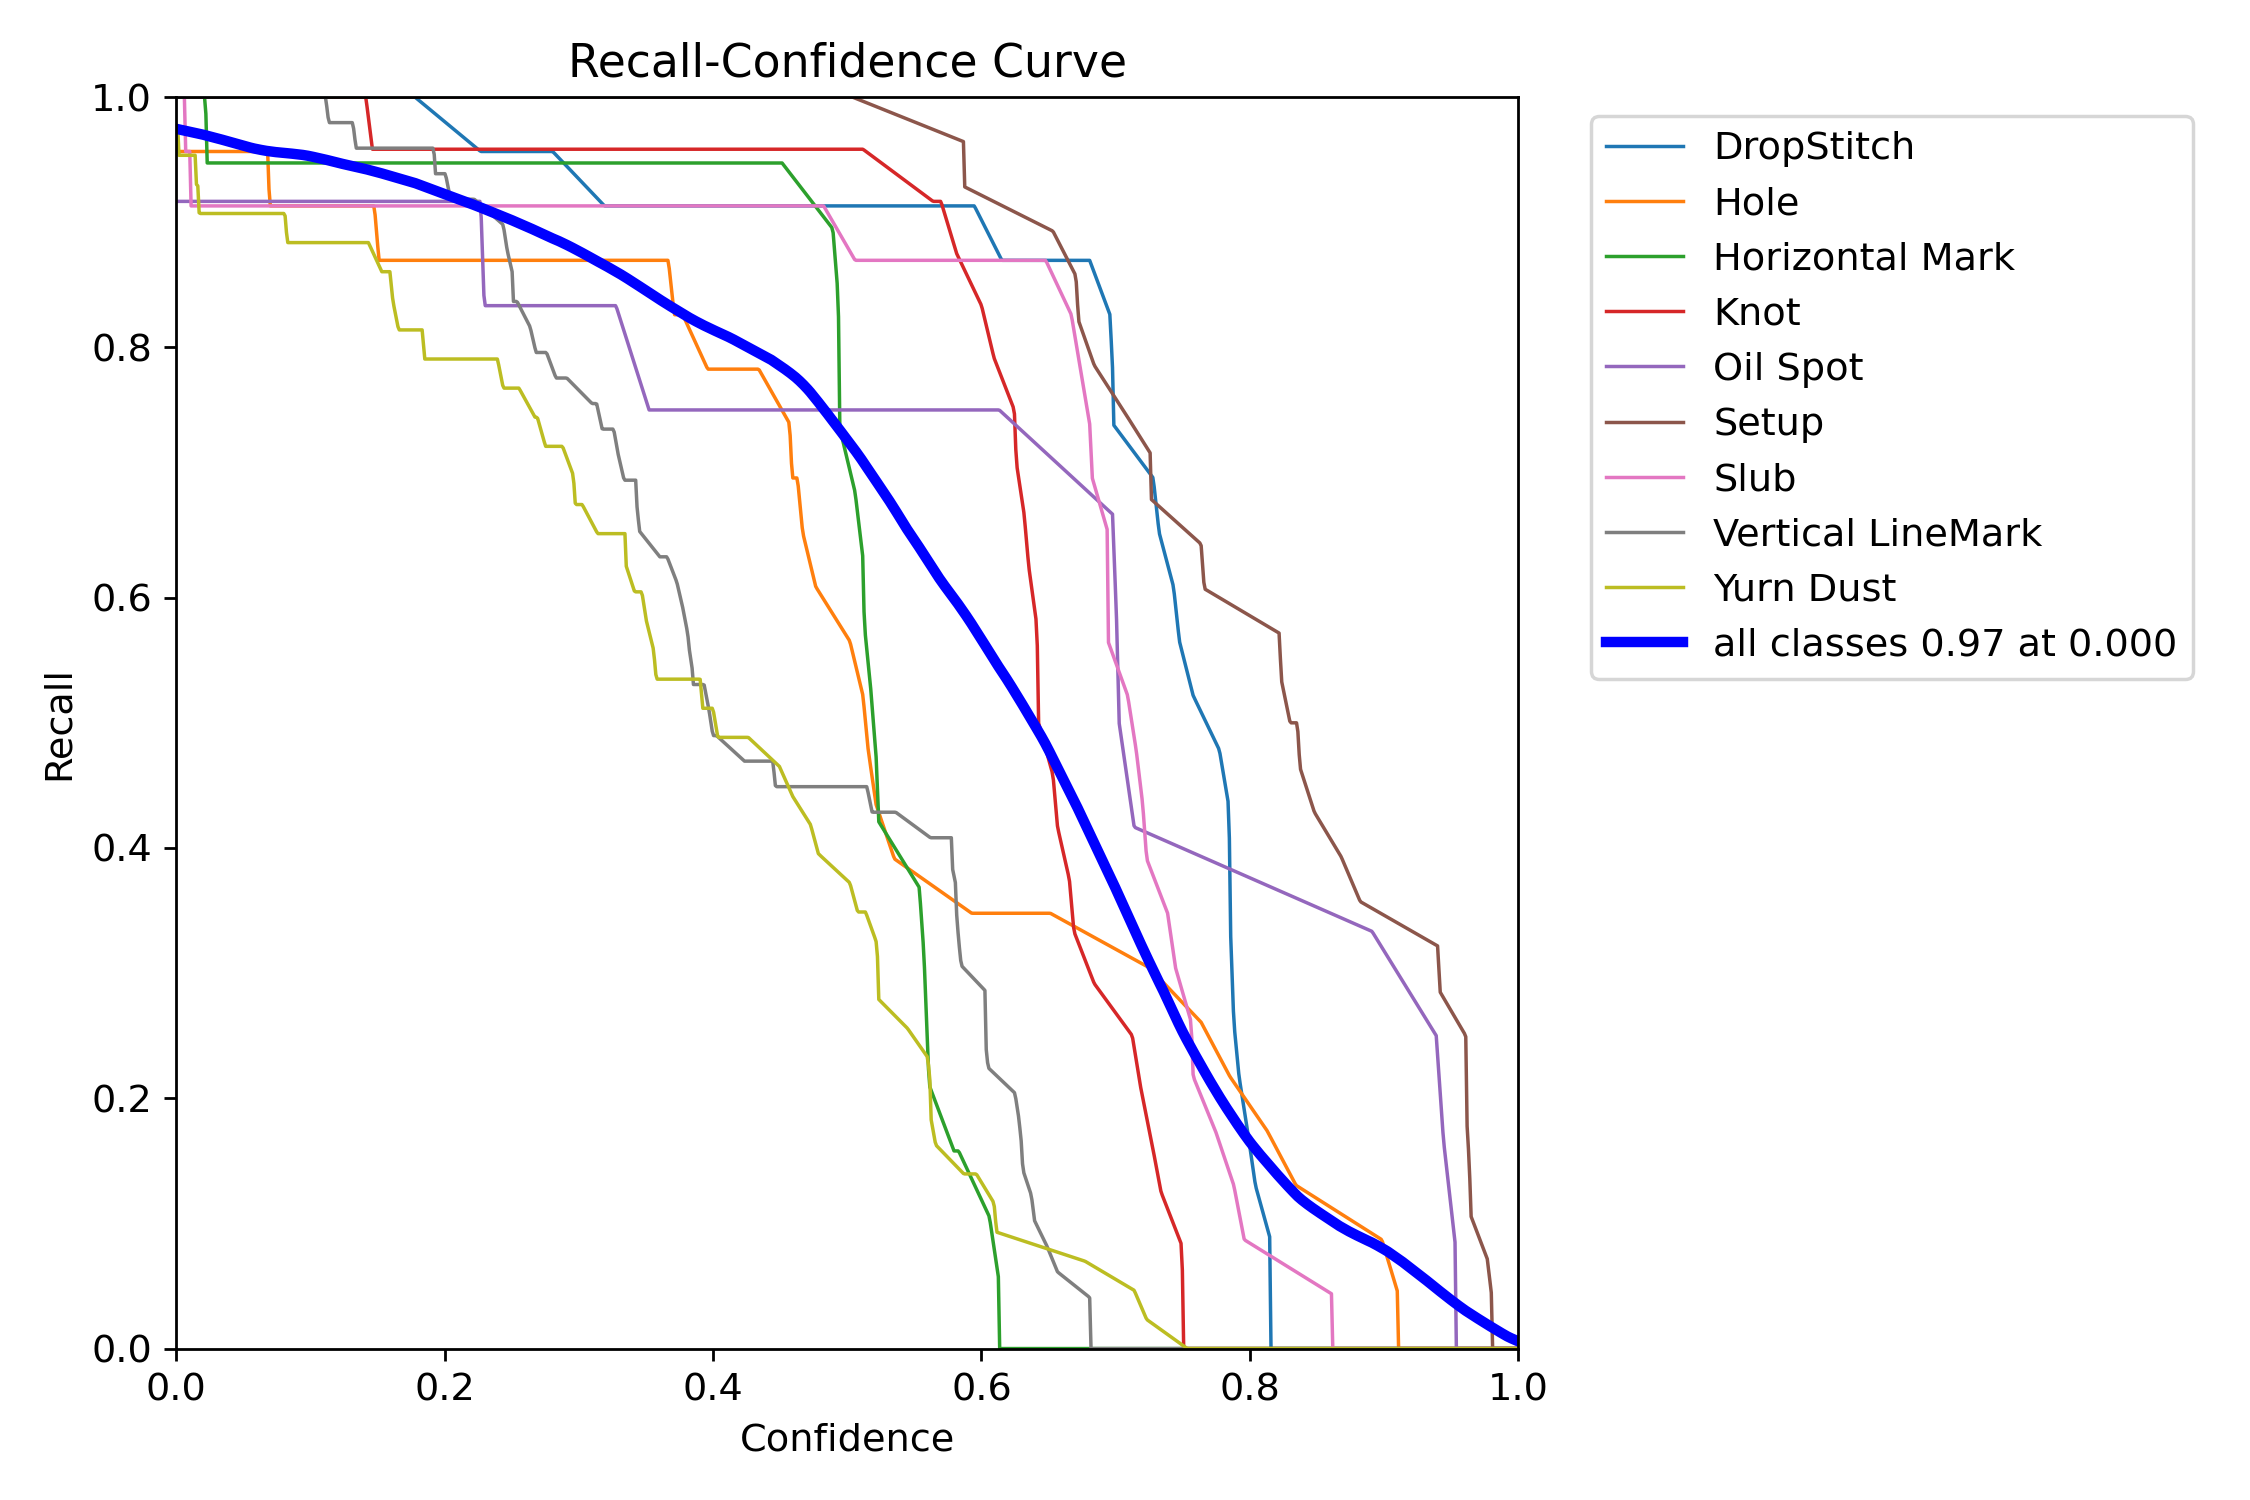 Recall-Confidence Curve
1.0
0.8
0.6
0.4
0.2
0.0
Recall
0.0 0.2 0.4 0.6 0.8 1.0
Confidence
DropStitch
Hole
Horizontal Mark
Knot
Oil Spot
Setup
Slub
Vertical LineMark
Yurn Dust
all classes 0.97 at 0.000